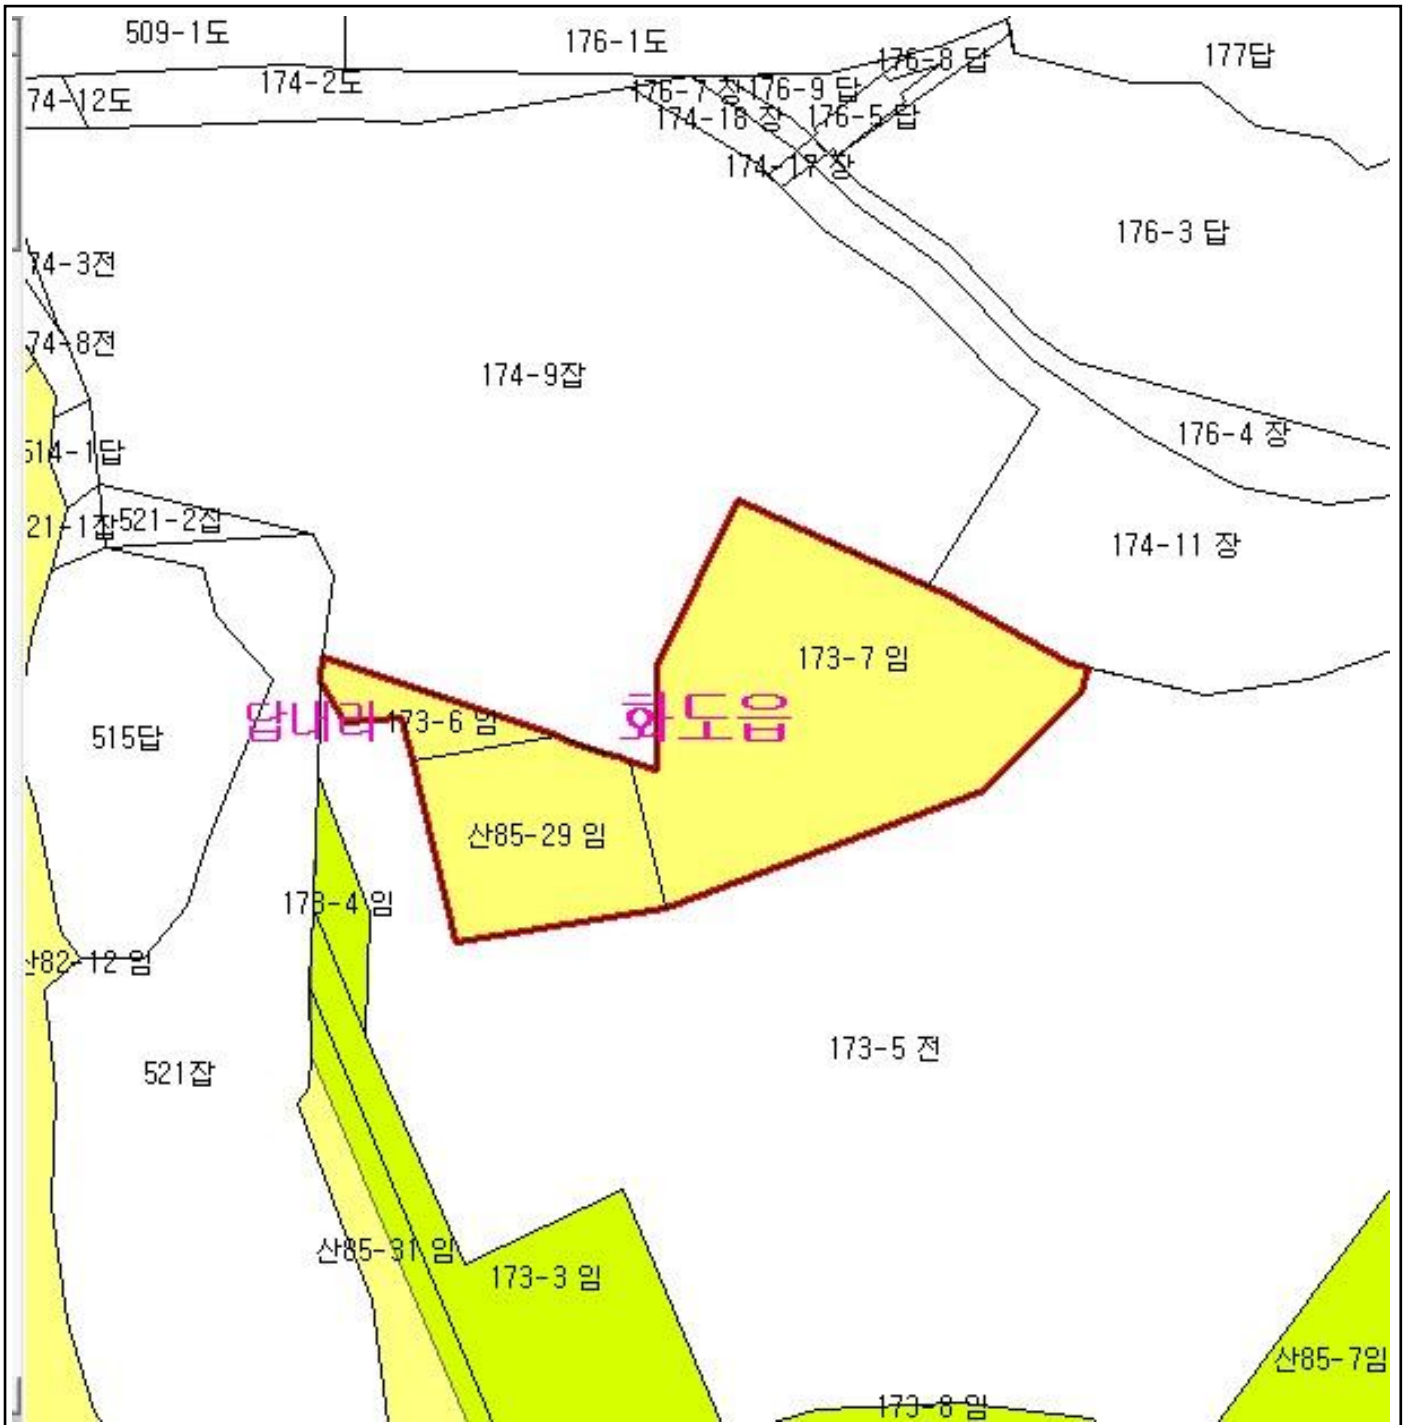 509-1도
176-1도
176-8 답
177답
174-2도
74-12도
176-7 장
176-9 답
174-18 장
176-5 답
174-17 장
176-3 답
74-3전
74-8전
174-9잡
176-4 장
514-1답
21-1잡
521-2잡
174-11 장
173-7 임
답내리
173-6 임
화도읍
515답
산85-29 임
173-4 임
산82-12 임
173-5 전
521잡
산85-31 임
173-3 임
산85-7임
173-8 임